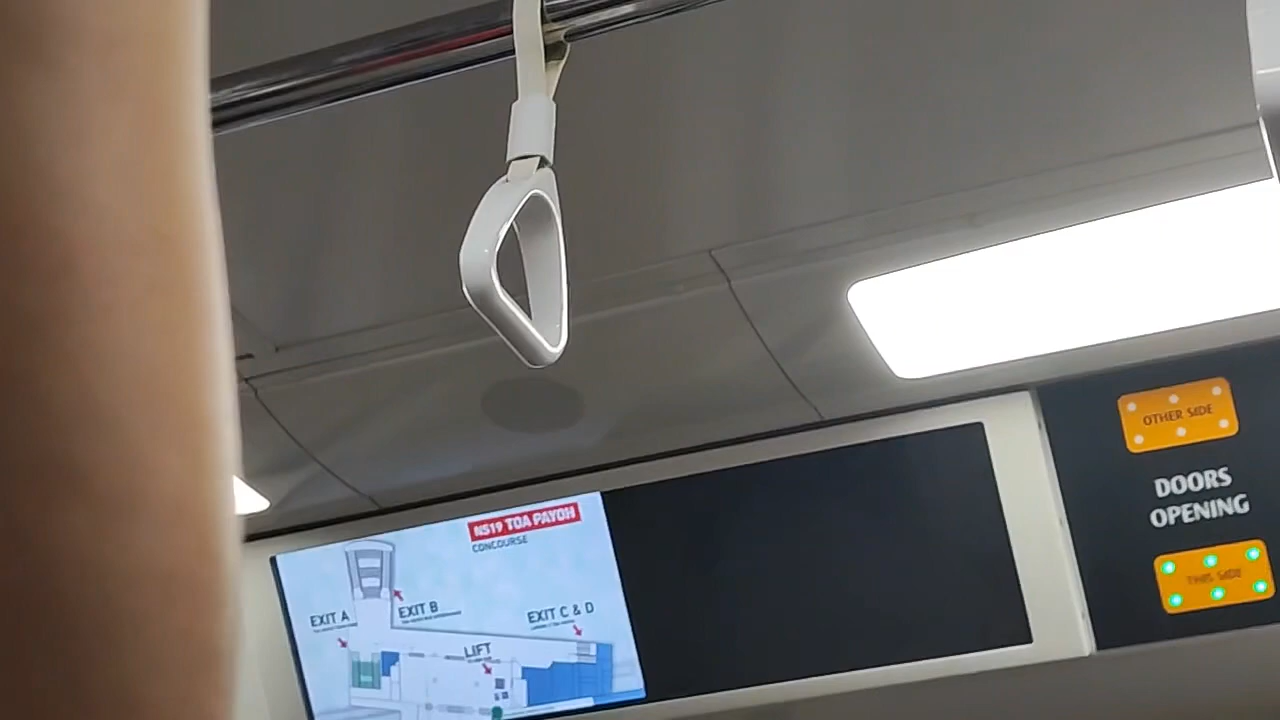 NS19 TOA PAYOH
CONCOURSE
EXIT A
EXIT B
EXIT C & D
LIFT
OTHER SIDE
DOORS
OPENING
THIS SIDE